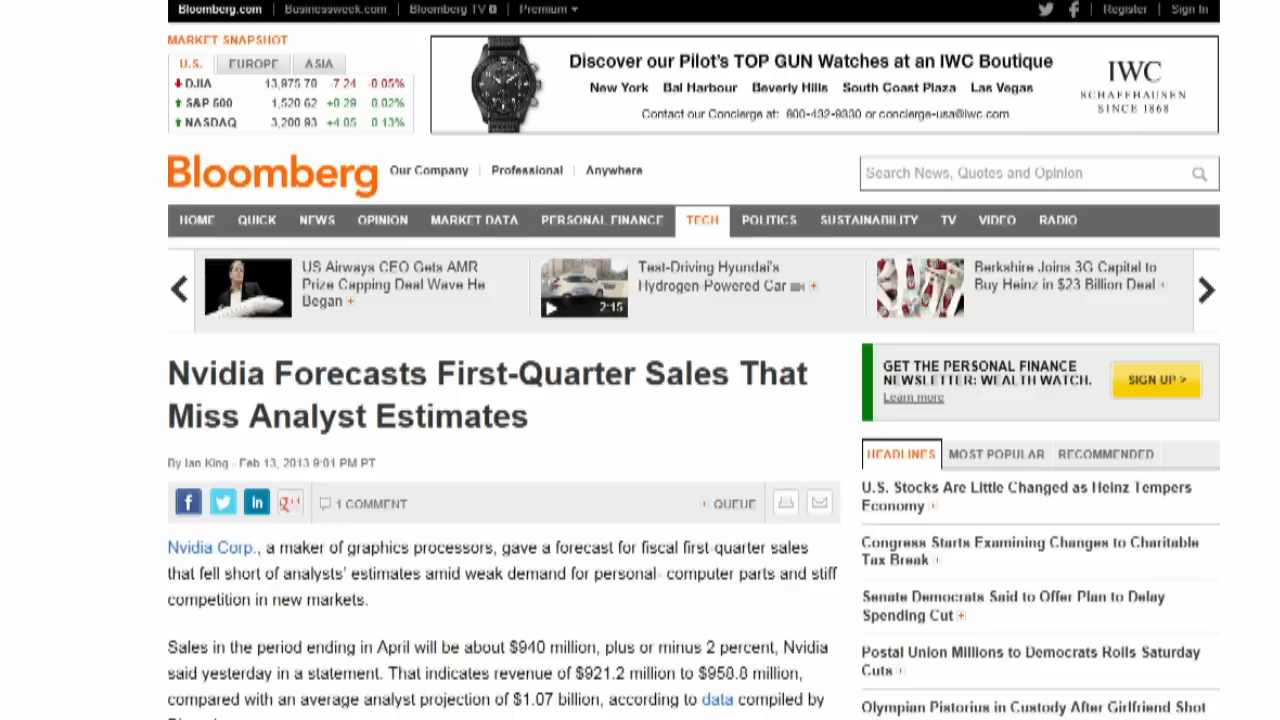 Bloomberg.com | Businessweek.com | Bloomberg TV | Premium
Register | Sign In
MARKET SNAPSHOT
U.S. EUROPE ASIA
DJIA 13,975.70 -7.24 -0.05%
S&P 500 1,520.62 +0.29 0.02%
NASDAQ 3,200.93 +4.05 0.13%
Discover our Pilot's TOP GUN Watches at an IWC Boutique
New York Bal Harbour Beverly Hills South Coast Plaza Las Vegas
Contact our Concierge at: 800-432-9330 or concierge-usa@iwc.com
IWC
SCHAFFHAUSEN
SINCE 1868
Bloomberg
Our Company | Professional | Anywhere
Search News, Quotes and Opinion
HOME QUICK NEWS OPINION MARKET DATA PERSONAL FINANCE TECH POLITICS SUSTAINABILITY TV VIDEO RADIO
US Airways CEO Gets AMR
Prize Capping Deal Wave He
Began +
2:15
Test-Driving Hyundai's
Hydrogen-Powered Car +
Berkshire Joins 3G Capital to
Buy Heinz in $23 Billion Deal
Nvidia Forecasts First-Quarter Sales That
Miss Analyst Estimates
By Ian King - Feb 13, 2013 9:01 PM PT
1 COMMENT
QUEUE
Nvidia Corp., a maker of graphics processors, gave a forecast for fiscal first-quarter sales
that fell short of analysts' estimates amid weak demand for personal- computer parts and stiff
competition in new markets.
Sales in the period ending in April will be about $940 million, plus or minus 2 percent, Nvidia
said yesterday in a statement. That indicates revenue of $921.2 million to $958.8 million,
compared with an average analyst projection of $1.07 billion, according to data compiled by
GET THE PERSONAL FINANCE
NEWSLETTER: WEALTH WATCH.
Learn more
SIGN UP >
HEADLINES MOST POPULAR RECOMMENDED
U.S. Stocks Are Little Changed as Heinz Tempers
Economy
Congress Starts Examining Changes to Charitable
Tax Break
Senate Democrats Said to Offer Plan to Delay
Spending Cut +
Postal Union Millions to Democrats Rolls Saturday
Cuts
Olympian Pistorius in Custody After Girlfriend Shot